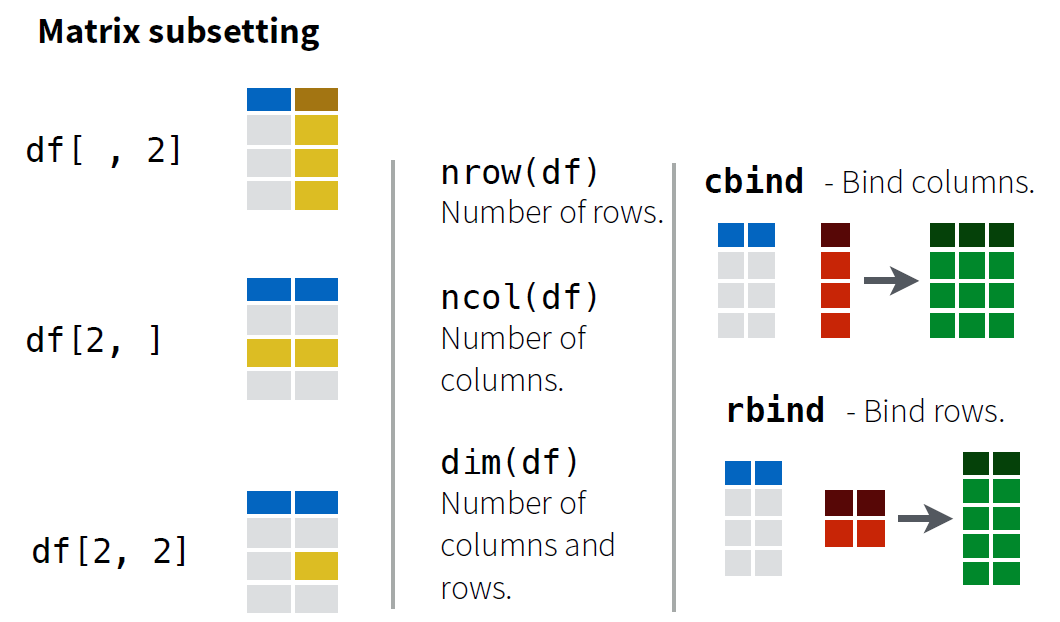 Matrix subsetting
df[ , 2]
df[2, ]
df[2, 2]
nrow(df)
Number of rows.
ncol(df)
Number of
columns.
dim(df)
Number of
columns and
rows.
cbind - Bind columns.
rbind - Bind rows.